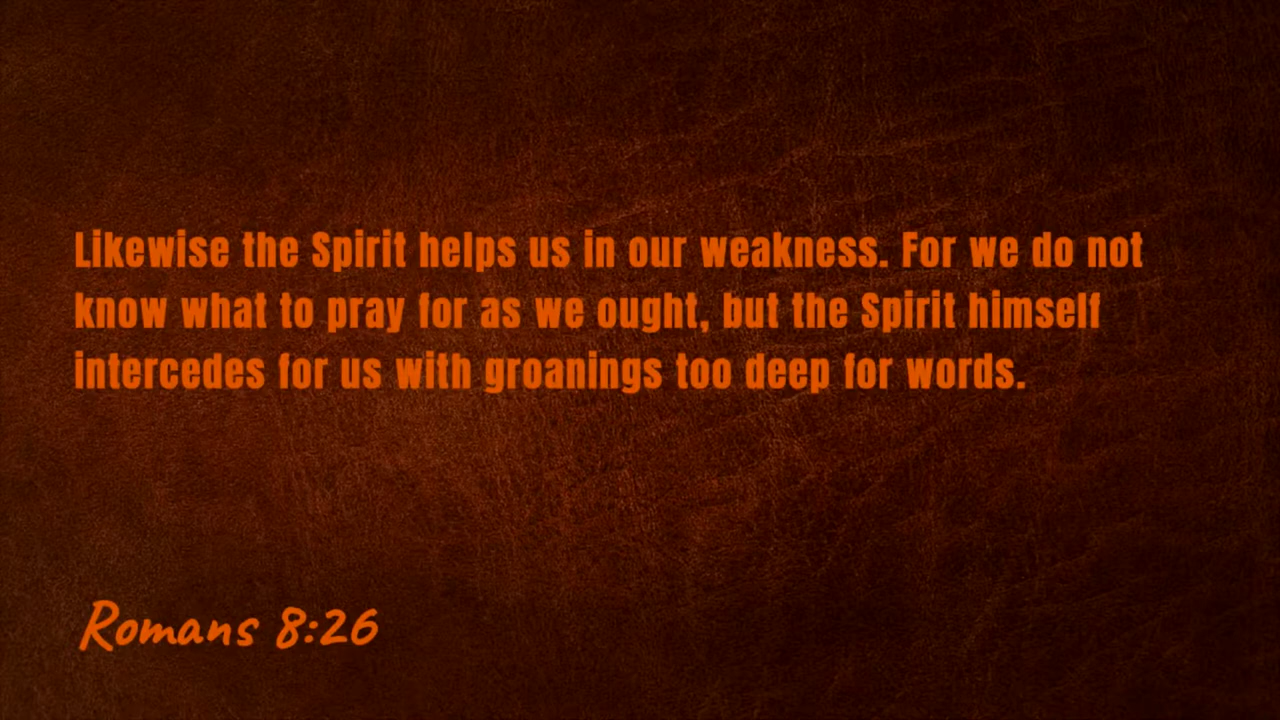 Likewise the Spirit helps us in our weakness. For we do not
know what to pray for as we ought, but the Spirit himself
intercedes for us with groanings too deep for words.
Romans 8:26